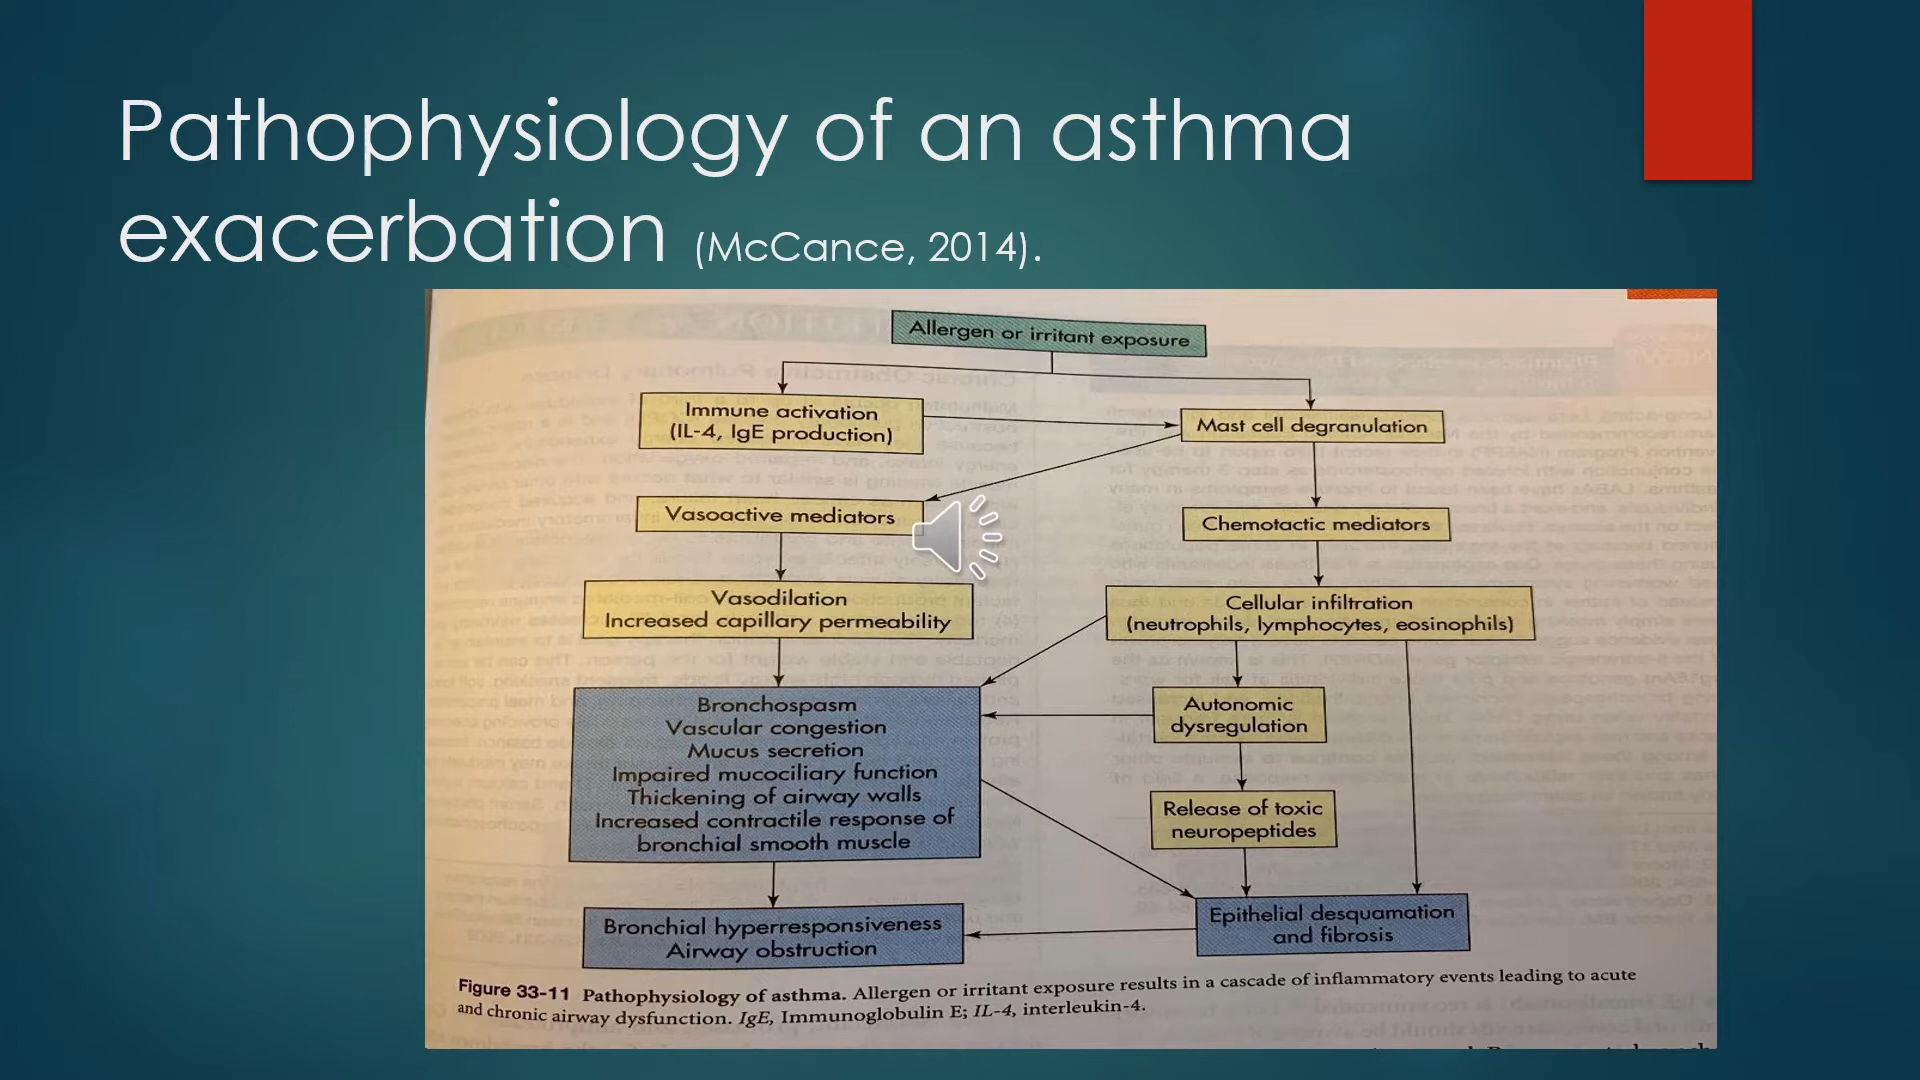 Pathophysiology of an asthma
exacerbation (McCance, 2014).
Allergen or irritant exposure
Immune activation
(IL-4, IgE production)
Mast cell degranulation
Vasoactive mediators
Chemotactic mediators
Vasodilation
Increased capillary permeability
Cellular infiltration
(neutrophils, lymphocytes, eosinophils)
Bronchospasm
Vascular congestion
Mucus secretion
Impaired mucociliary function
Thickening of airway walls
Increased contractile response of
bronchial smooth muscle
Autonomic
dysregulation
Release of toxic
neuropeptides
Bronchial hyperresponsiveness
Airway obstruction
Epithelial desquamation
and fibrosis
Figure 33-11 Pathophysiology of asthma. Allergen or irritant exposure results in a cascade of inflammatory events leading to acute
and chronic airway dysfunction. IgE, Immunoglobulin E; IL-4, interleukin-4.